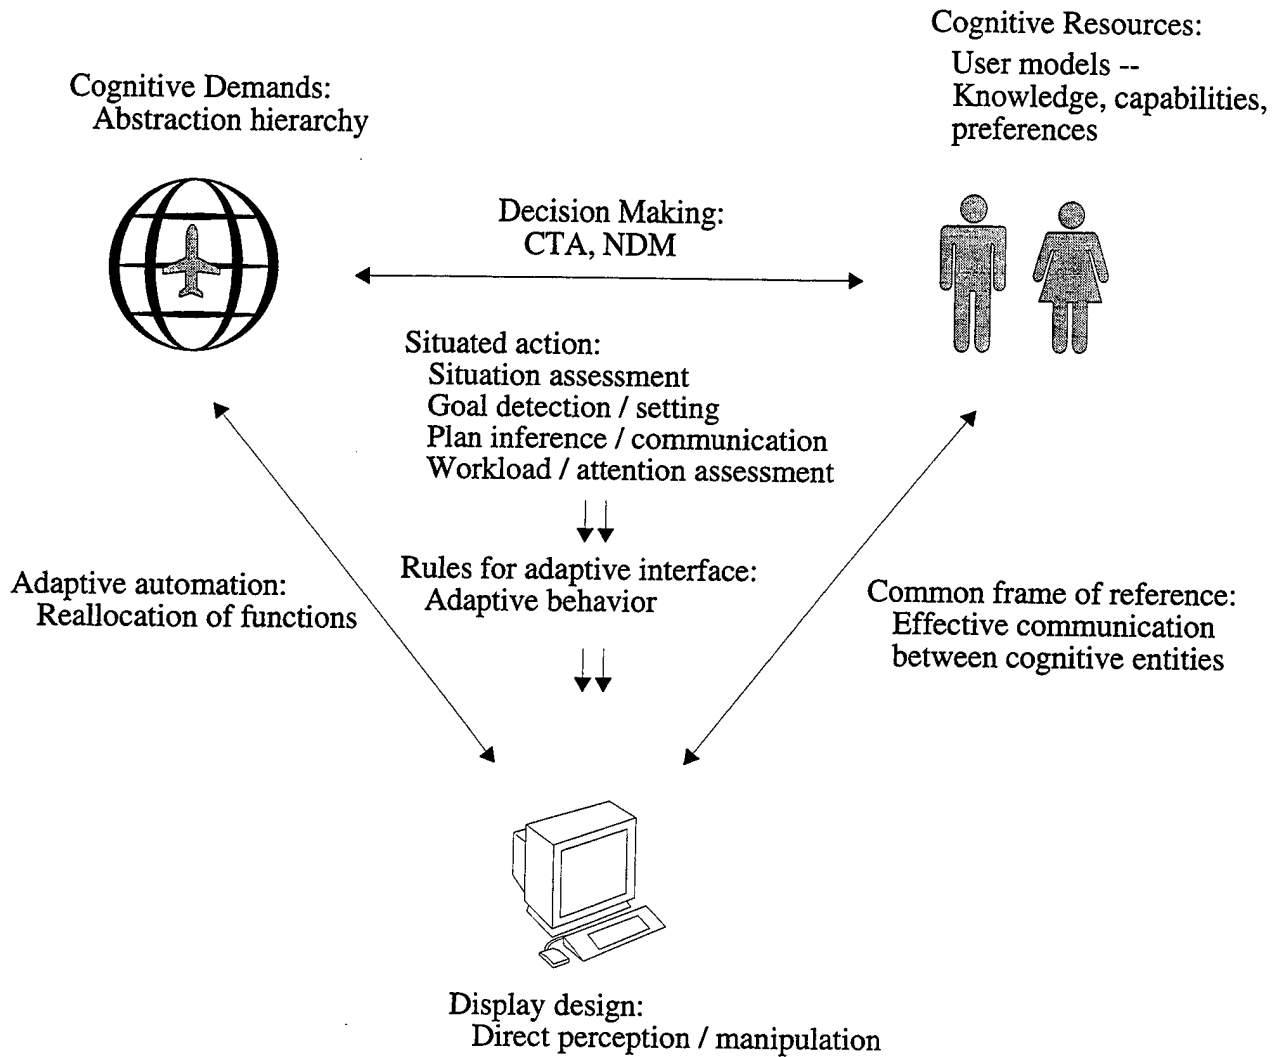 Cognitive Resources:
User models --
Knowledge, capabilities,
preferences
Cognitive Demands:
Abstraction hierarchy
Decision Making:
CTA, NDM
Situated action:
Situation assessment
Goal detection / setting
Plan inference / communication
Workload / attention assessment
Adaptive automation:
Reallocation of functions
Rules for adaptive interface:
Adaptive behavior
Common frame of reference:
Effective communication
between cognitive entities
Display design:
Direct perception / manipulation